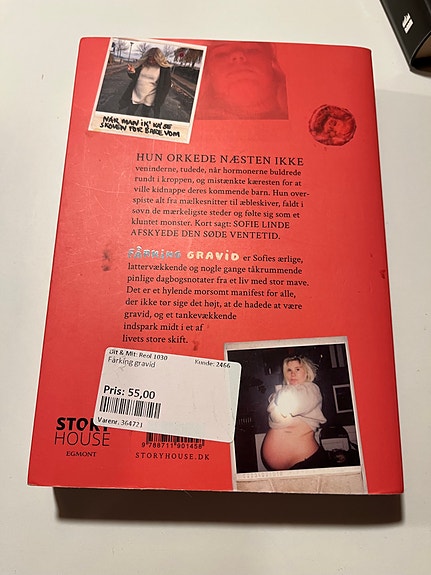 NÅR MAN IK' KA' SE
SKOVEN FOR BARE VOM
HUN ORKEDE NÆSTEN IKKE
veninderne, tudede, når hormonerne buldrede
rundt i kroppen, og mistænkte kæresten for at
ville kidnappe deres kommende barn. Hun over-
spiste alt fra mælkesnitter til æbleskiver, faldt i
søvn de mærkeligste steder og følte sig som et
kluntet monster. Kort sagt: SOFIE LINDE
AFSKYEDE DEN SØDE VENTETID.
FÅRKING GRAVID er Sofies ærlige,
lattervækkende og nogle gange tåkrummende
pinlige dagbogsnotater fra et liv med stor mave.
Det er et hylende morsomt manifest for alle,
der ikke tør sige det højt, at de hadede at være
gravid, og et tankevækkende
indspark midt i et af
livets store skift.
Dit & Mit: Reol 1030
Kunde: 2466
Fårking gravid
Pris: 55,00
Varenr. 364721
STORY
HOUSE
EGMONT
9 788711 901458
STORYHOUSE.DK